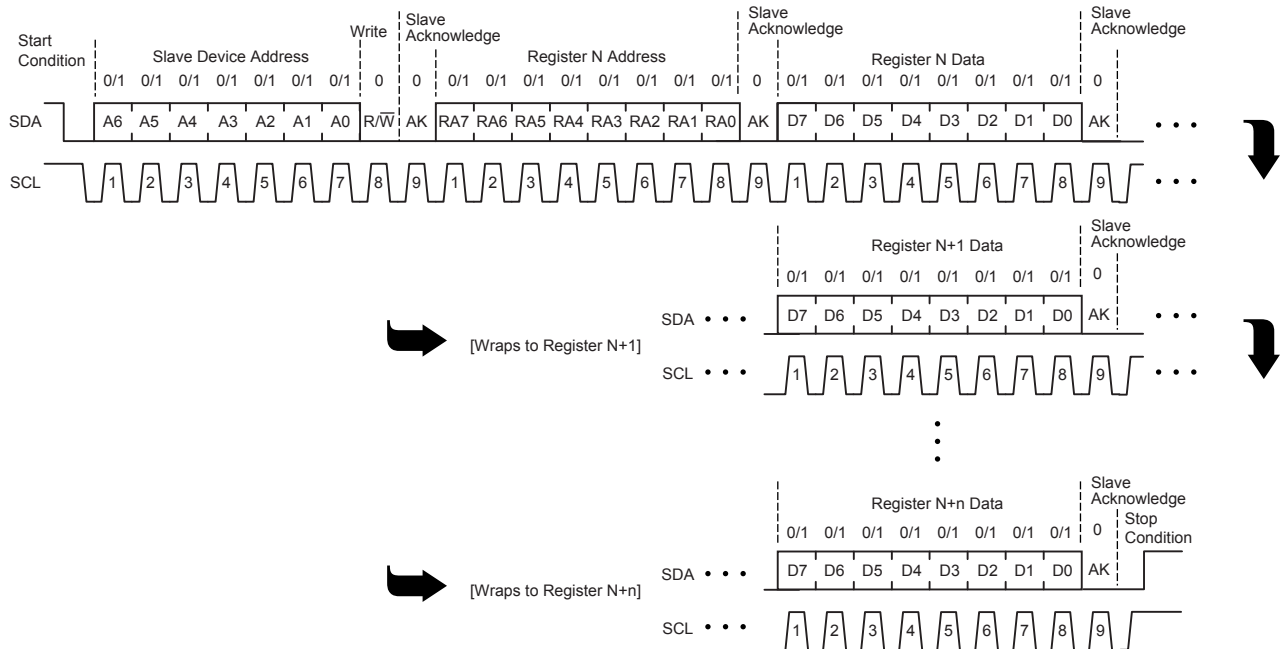 Start Condition
Slave Device Address
Write
Slave Acknowledge
Register N Address
Slave Acknowledge
Register N Data
Slave Acknowledge
0/1 0/1 0/1 0/1 0/1 0/1 0/1 0 0 0/1 0/1 0/1 0/1 0/1 0/1 0/1 0/1 0 0/1 0/1 0/1 0/1 0/1 0/1 0/1 0/1 0
SDA A6 A5 A4 A3 A2 A1 A0 R/W̅ AK RA7 RA6 RA5 RA4 RA3 RA2 RA1 RA0 AK D7 D6 D5 D4 D3 D2 D1 D0 AK • • •
SCL 1 2 3 4 5 6 7 8 9 1 2 3 4 5 6 7 8 9 1 2 3 4 5 6 7 8 9 • • •
Register N+1 Data
Slave Acknowledge
0/1 0/1 0/1 0/1 0/1 0/1 0/1 0/1 0
SDA • • • D7 D6 D5 D4 D3 D2 D1 D0 AK • • •
[Wraps to Register N+1]
SCL • • • 1 2 3 4 5 6 7 8 9 • • •
Register N+n Data
Slave Acknowledge
Stop Condition
0/1 0/1 0/1 0/1 0/1 0/1 0/1 0/1 0
SDA • • • D7 D6 D5 D4 D3 D2 D1 D0 AK
[Wraps to Register N+n]
SCL • • • 1 2 3 4 5 6 7 8 9